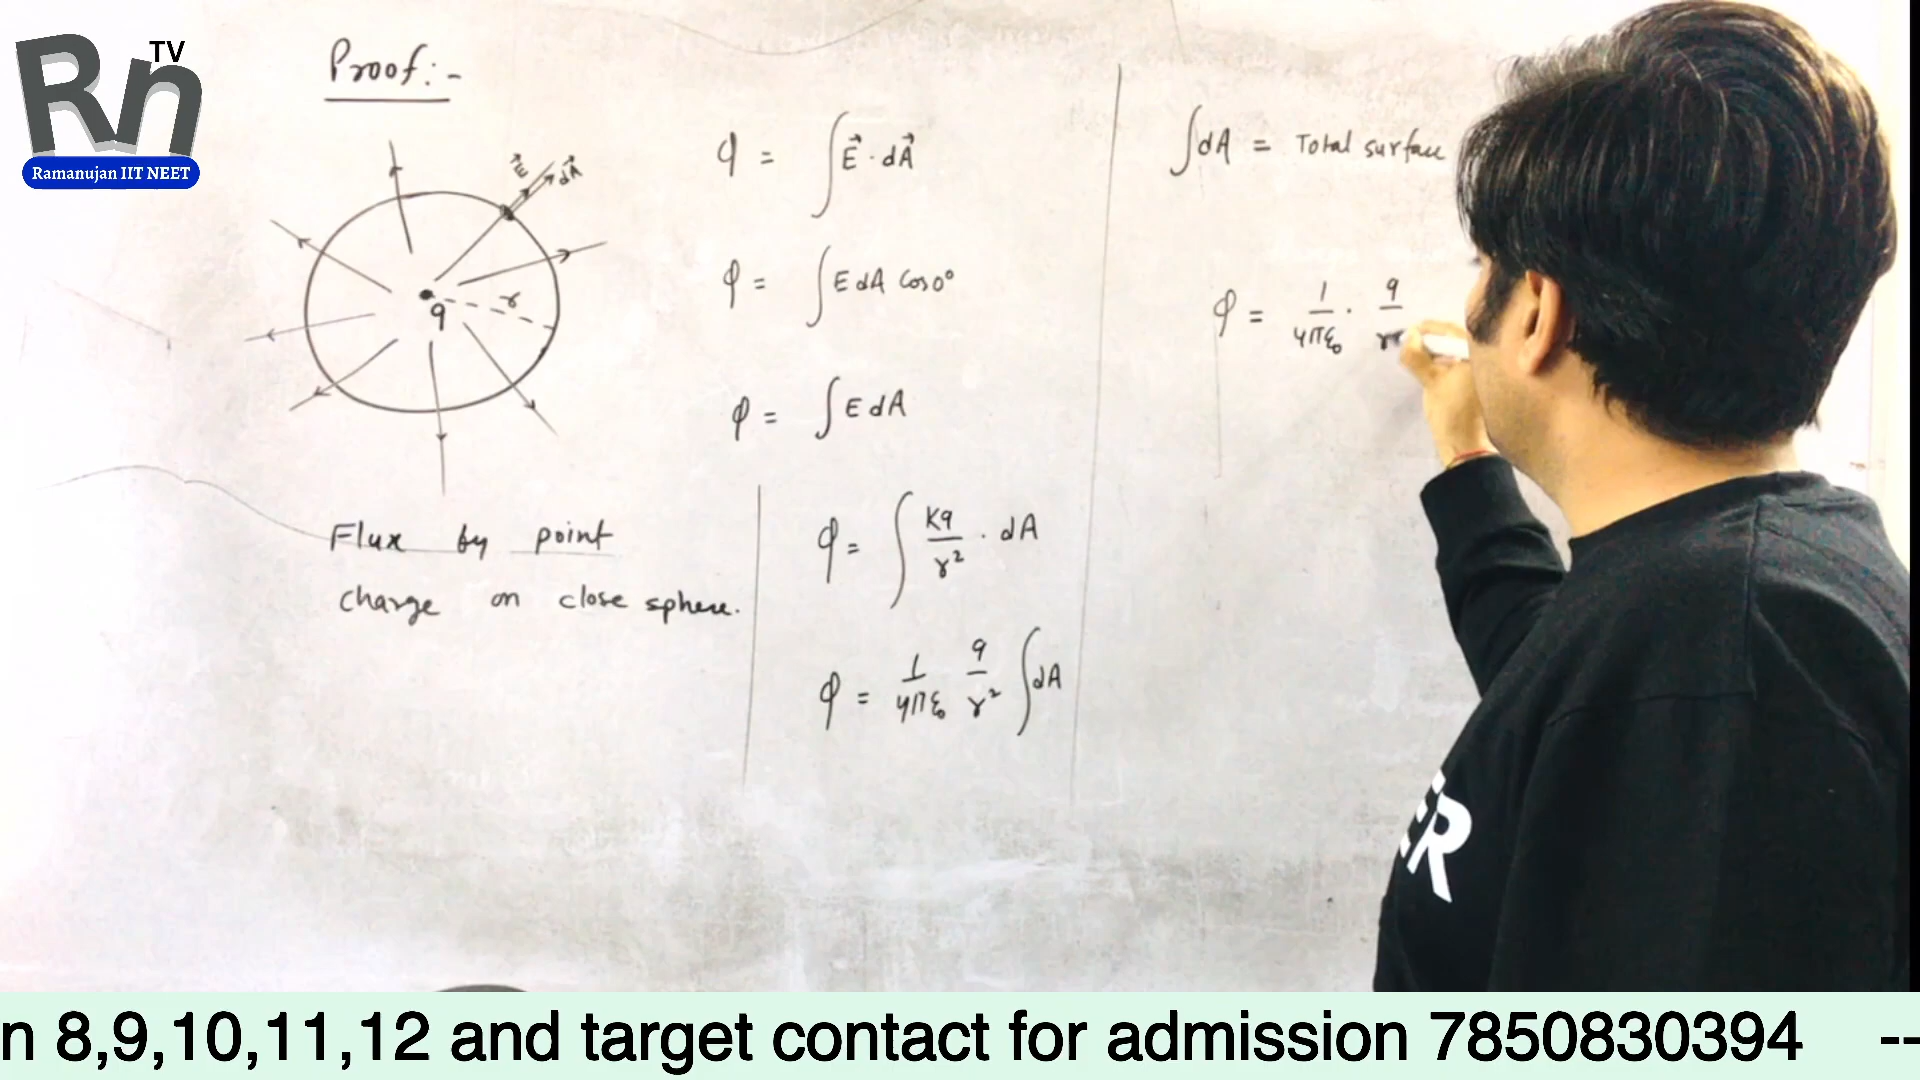 Rn TV
Ramanujan IIT NEET
Proof:-
E⃗ dA⃗
q r
Flux by point
charge on close sphere.
φ = ∫ E⃗ · dA⃗
φ = ∫ E dA Cos0°
φ = ∫ E dA
φ = ∫ Kq/r² · dA
φ = 1/4πε₀ q/r² ∫ dA
∫ dA = Total surface
φ = 1/4πε₀ · q/r
ER
n 8,9,10,11,12 and target contact for admission 7850830394 --